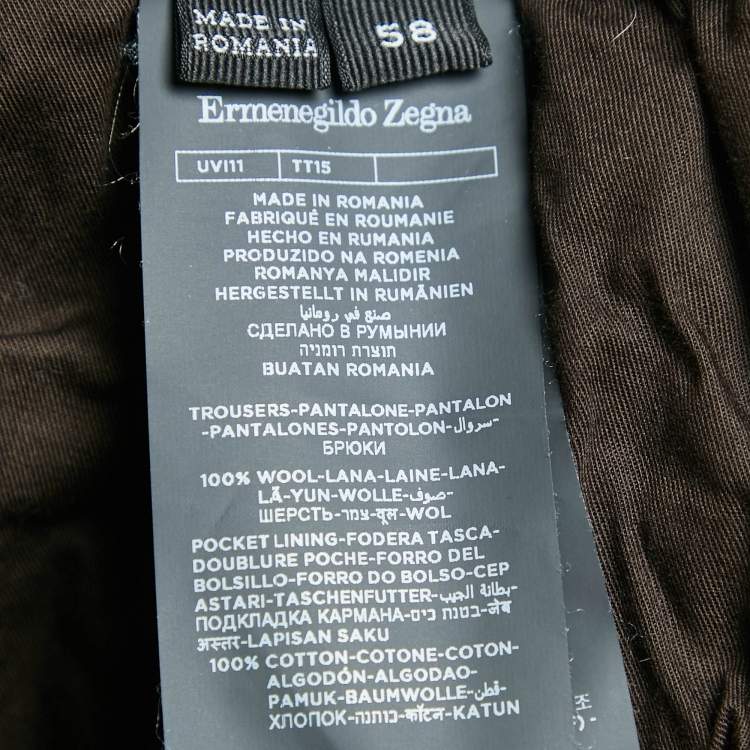 MADE IN
ROMANIA
58
Ermenegildo Zegna
UVI11 TT15
MADE IN ROMANIA
FABRIQUÉ EN ROUMANIE
HECHO EN RUMANIA
PRODUZIDO NA ROMENIA
ROMANYA MALIDIR
HERGESTELLT IN RUMÄNIEN
صنع في رومانيا
СДЕЛАНО В РУМЫНИИ
תוצרת רומניה
BUATAN ROMANIA
TROUSERS-PANTALONE-PANTALON
-PANTALONES-PANTOLON-سروال-
БРЮКИ
100% WOOL-LANA-LAINE-LANA-
LÃ-YUN-WOLLE-صوف-
ШЕРСТЬ-צמר-वूल-WOL
POCKET LINING-FODERA TASCA-
DOUBLURE POCHE-FORRO DEL
BOLSILLO-FORRO DO BOLSO-CEP
ASTARI-TASCHENFUTTER-بطانة الجيب-
ПОДКЛАДКА КАРМАНА-בטנת כיס-जेब
अस्तर-LAPISAN SAKU
100% COTTON-COTONE-COTON-
ALGODÓN-ALGODAO-
PAMUK-BAUMWOLLE-قطن-
ХЛОПОК-כותנה-कॉटन-KATUN
조